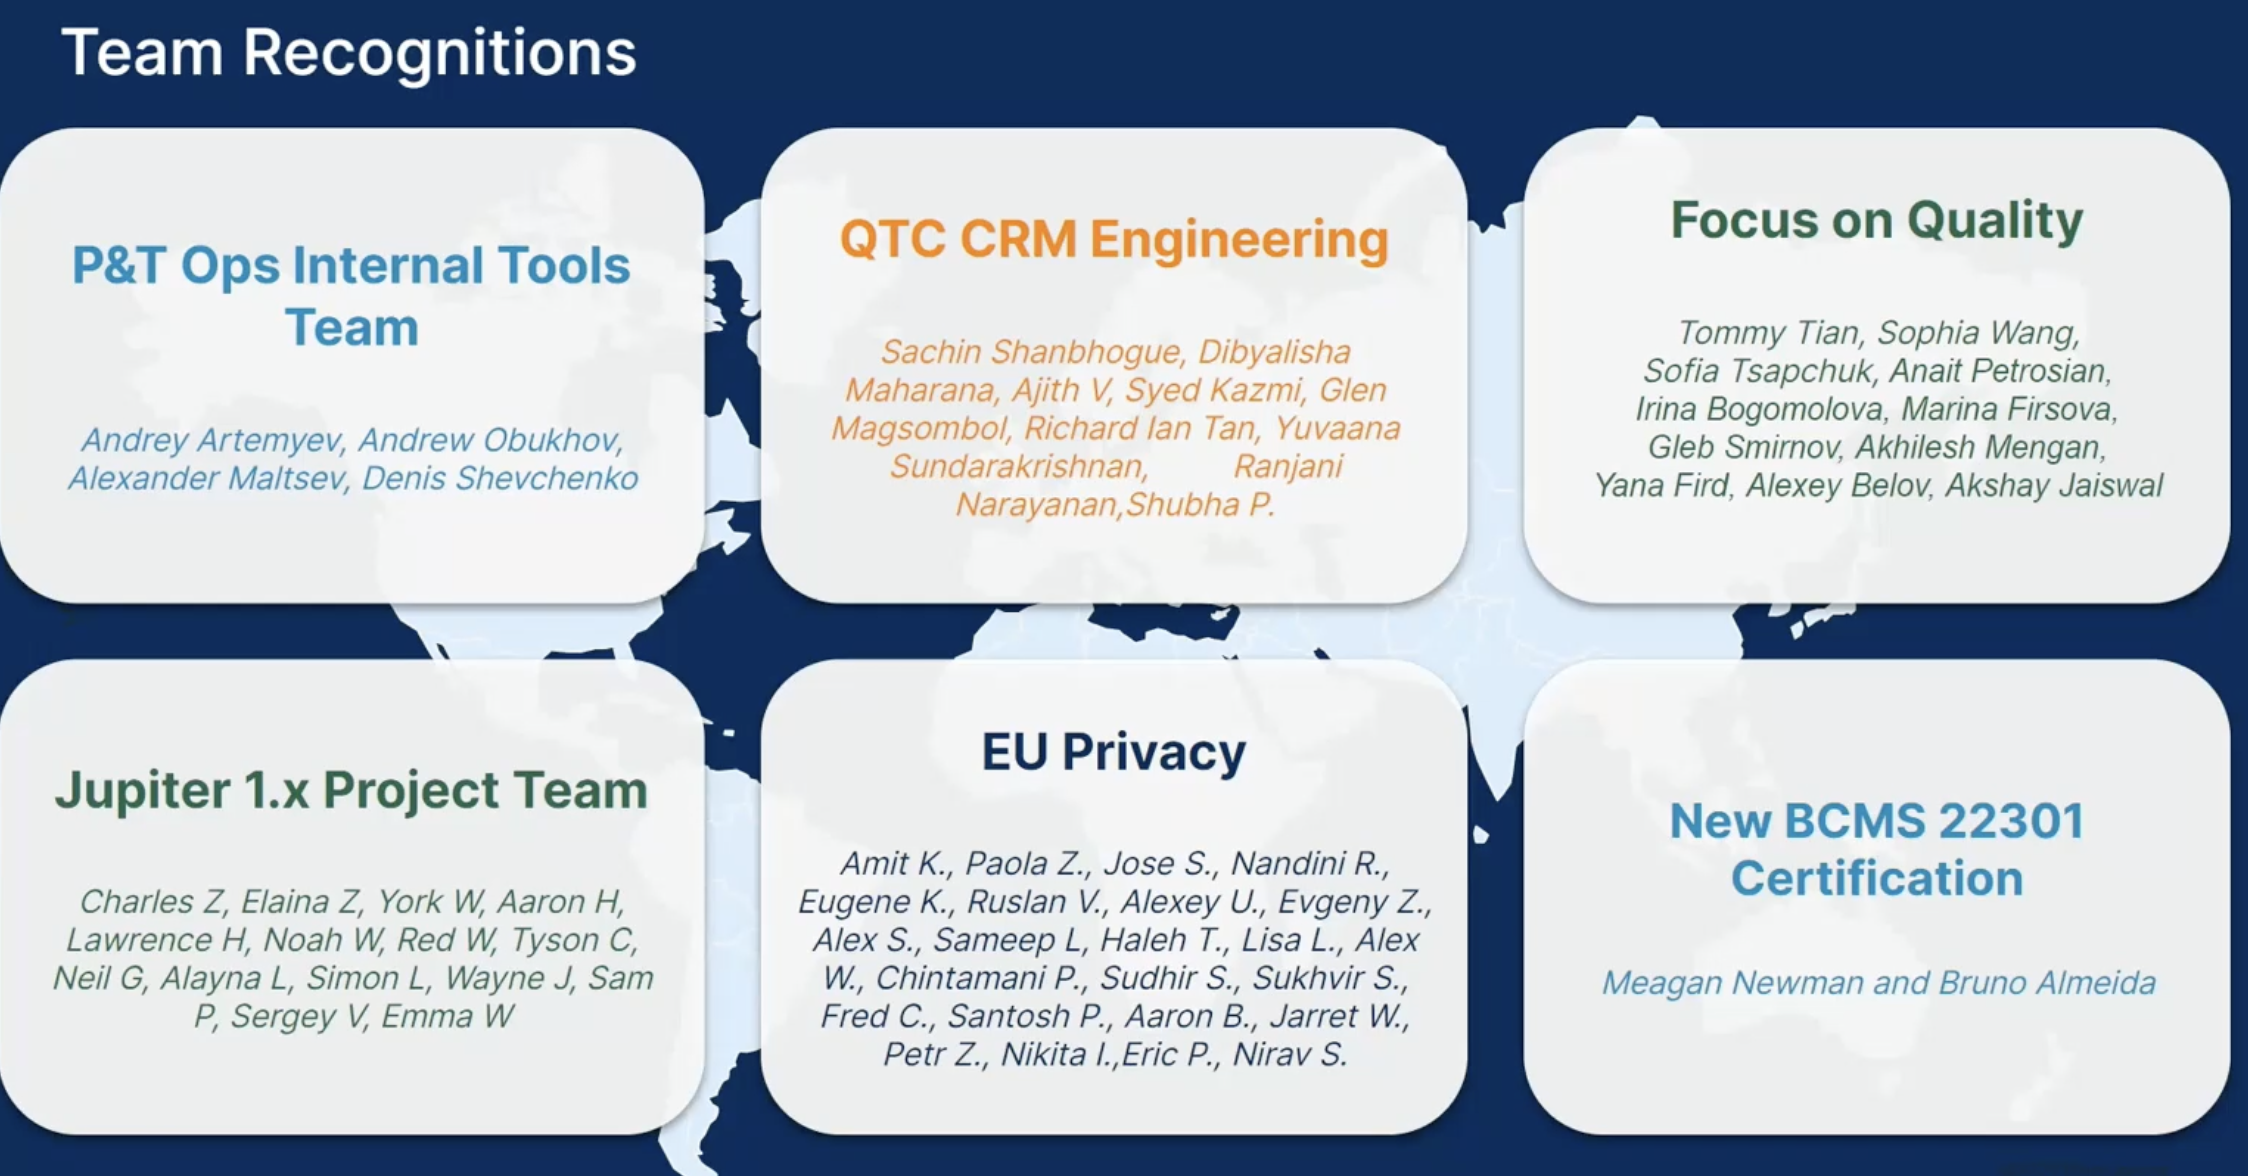 Team Recognitions
P&T Ops Internal Tools
Team
Andrey Artemyev, Andrew Obukhov,
Alexander Maltsev, Denis Shevchenko
QTC CRM Engineering
Sachin Shanbhogue, Dibyalisha
Maharana, Ajith V, Syed Kazmi, Glen
Magsombol, Richard Ian Tan, Yuvaana
Sundarakrishnan, Ranjani
Narayanan,Shubha P.
Focus on Quality
Tommy Tian, Sophia Wang,
Sofia Tsapchuk, Anait Petrosian,
Irina Bogomolova, Marina Firsova,
Gleb Smirnov, Akhilesh Mengan,
Yana Fird, Alexey Belov, Akshay Jaiswal
Jupiter 1.x Project Team
Charles Z, Elaina Z, York W, Aaron H,
Lawrence H, Noah W, Red W, Tyson C,
Neil G, Alayna L, Simon L, Wayne J, Sam
P, Sergey V, Emma W
EU Privacy
Amit K., Paola Z., Jose S., Nandini R.,
Eugene K., Ruslan V., Alexey U., Evgeny Z.,
Alex S., Sameep L, Haleh T., Lisa L., Alex
W., Chintamani P., Sudhir S., Sukhvir S.,
Fred C., Santosh P., Aaron B., Jarret W.,
Petr Z., Nikita I.,Eric P., Nirav S.
New BCMS 22301
Certification
Meagan Newman and Bruno Almeida